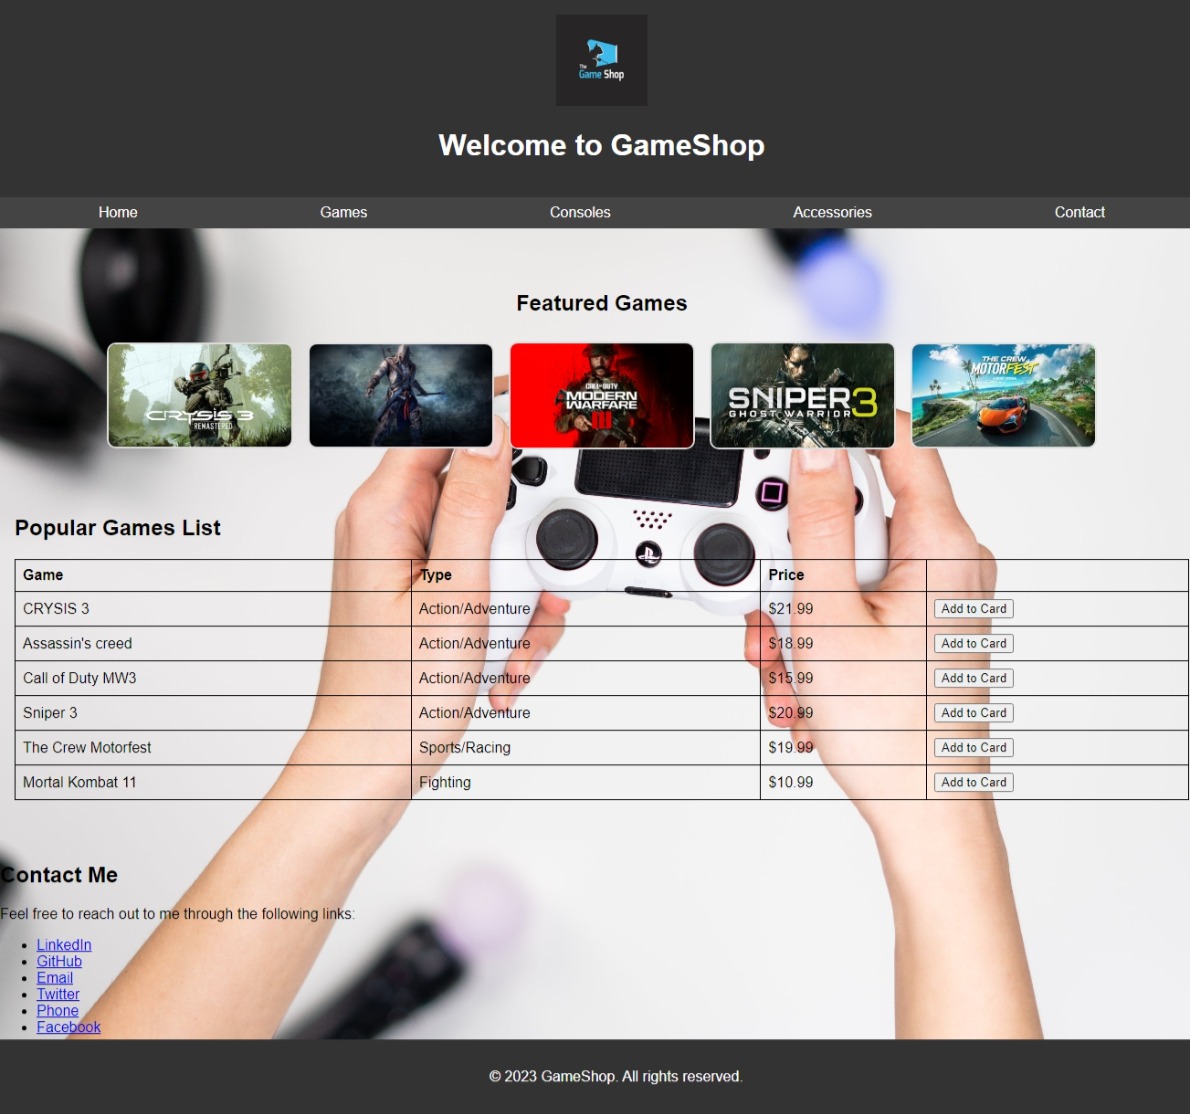 The
Game Shop
Welcome to GameShop
Home Games Consoles Accessories Contact
Featured Games
CRYSIS 3
REMASTERED
CALL OF DUTY
MODERN
WARFARE
III
SNIPER 3
GHOST WARRIOR
THE CREW
MOTORFEST
Popular Games List
Game Type Price
CRYSIS 3 Action/Adventure $21.99 Add to Card
Assassin's creed Action/Adventure $18.99 Add to Card
Call of Duty MW3 Action/Adventure $15.99 Add to Card
Sniper 3 Action/Adventure $20.99 Add to Card
The Crew Motorfest Sports/Racing $19.99 Add to Card
Mortal Kombat 11 Fighting $10.99 Add to Card
Contact Me
Feel free to reach out to me through the following links:
LinkedIn
GitHub
Email
Twitter
Phone
Facebook
© 2023 GameShop. All rights reserved.